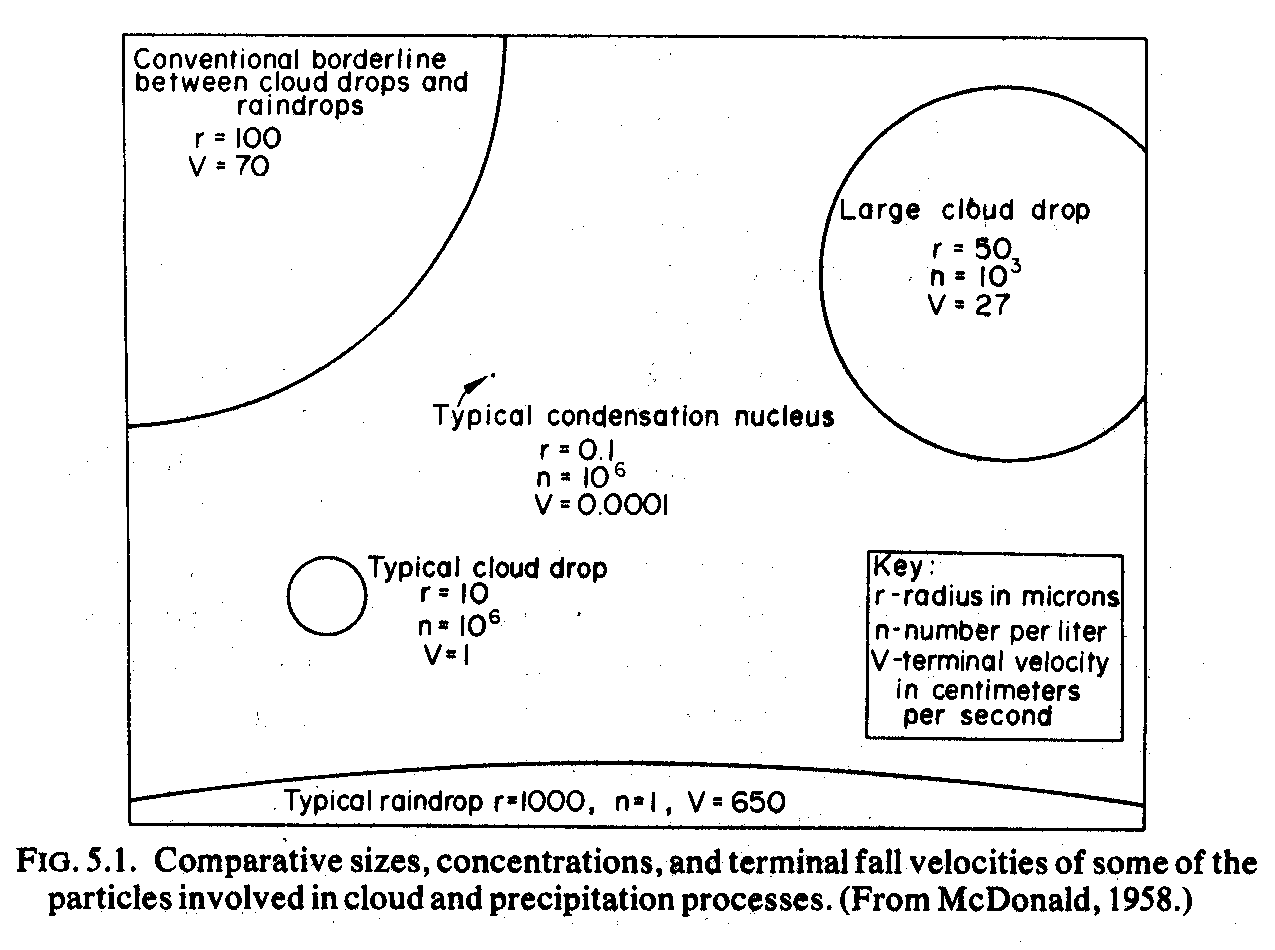 Conventional borderline
between cloud drops and
raindrops
r = 100
V = 70
Large cloud drop
r = 50
n = 10³
V = 27
Typical condensation nucleus
r = 0.1
n = 10⁶
V = 0.0001
Typical cloud drop
r = 10
n = 10⁶
V = 1
Key:
r-radius in microns
n-number per liter
V-terminal velocity
in centimeters
per second
Typical raindrop r=1000, n=1, V=650
FIG. 5.1. Comparative sizes, concentrations, and terminal fall velocities of some of the
particles involved in cloud and precipitation processes. (From McDonald, 1958.)